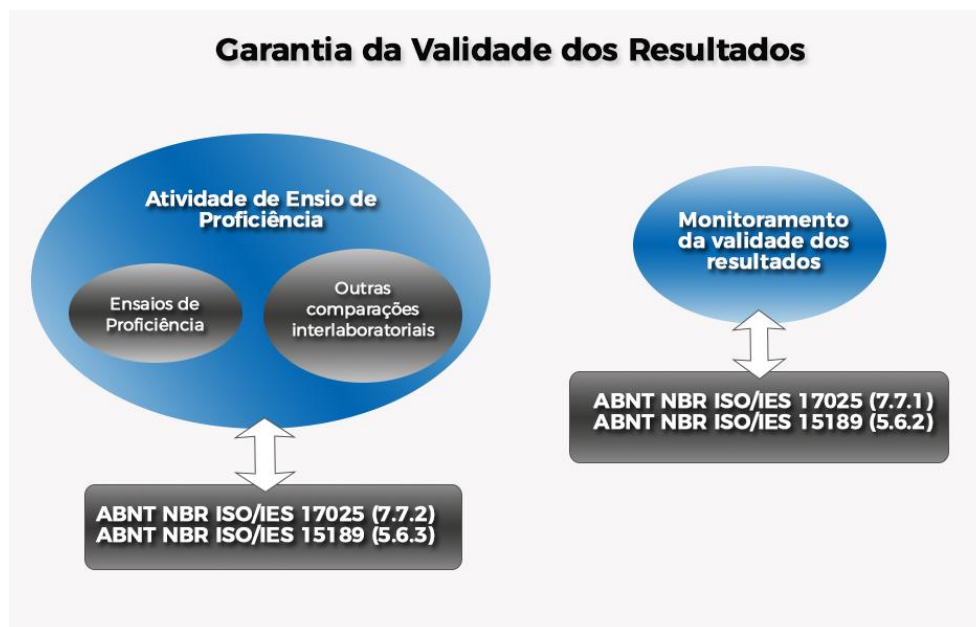 Garantia da Validade dos Resultados
Atividade de Ensio de
Proficiência
Ensaios de
Proficiência
Outras
comparações
interlaboratoriais
ABNT NBR ISO/IES 17025 (7.7.2)
ABNT NBR ISO/IES 15189 (5.6.3)
Monitoramento
da validade dos
resultados
ABNT NBR ISO/IES 17025 (7.7.1)
ABNT NBR ISO/IES 15189 (5.6.2)